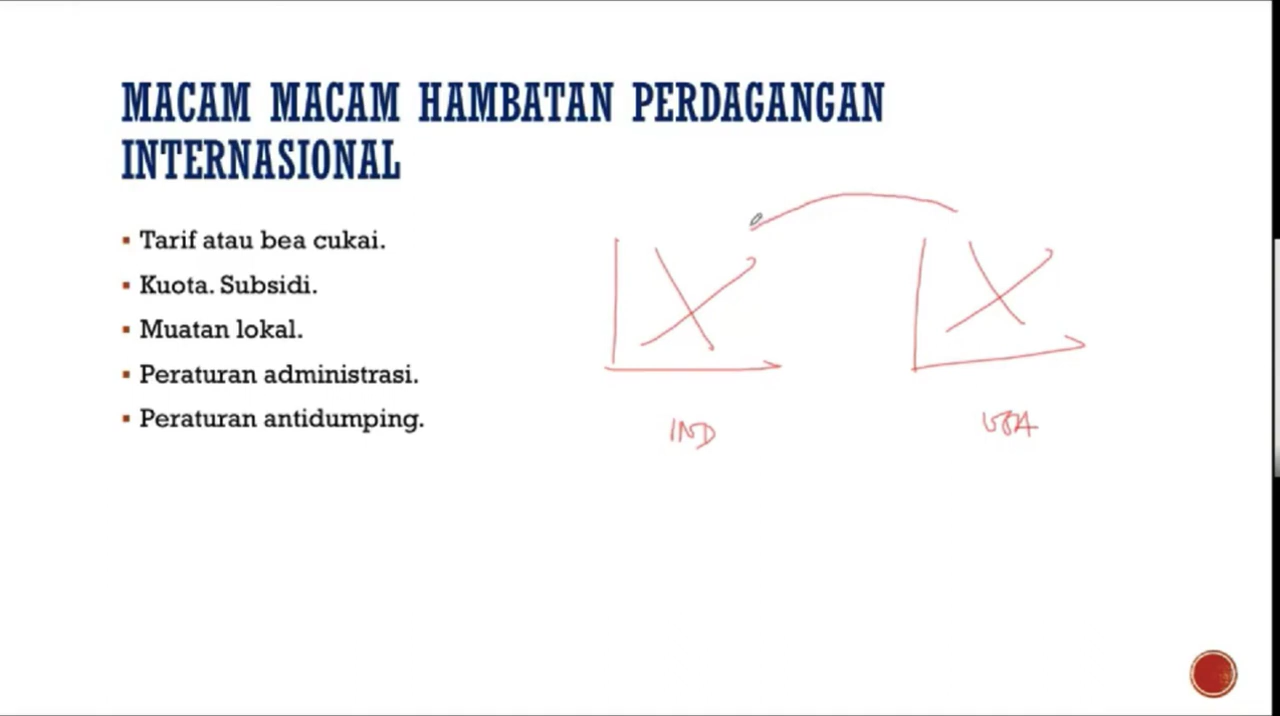 MACAM MACAM HAMBATAN PERDAGANGAN
INTERNASIONAL
Tarif atau bea cukai.
Kuota. Subsidi.
Muatan lokal.
Peraturan administrasi.
Peraturan antidumping.
IND
USA